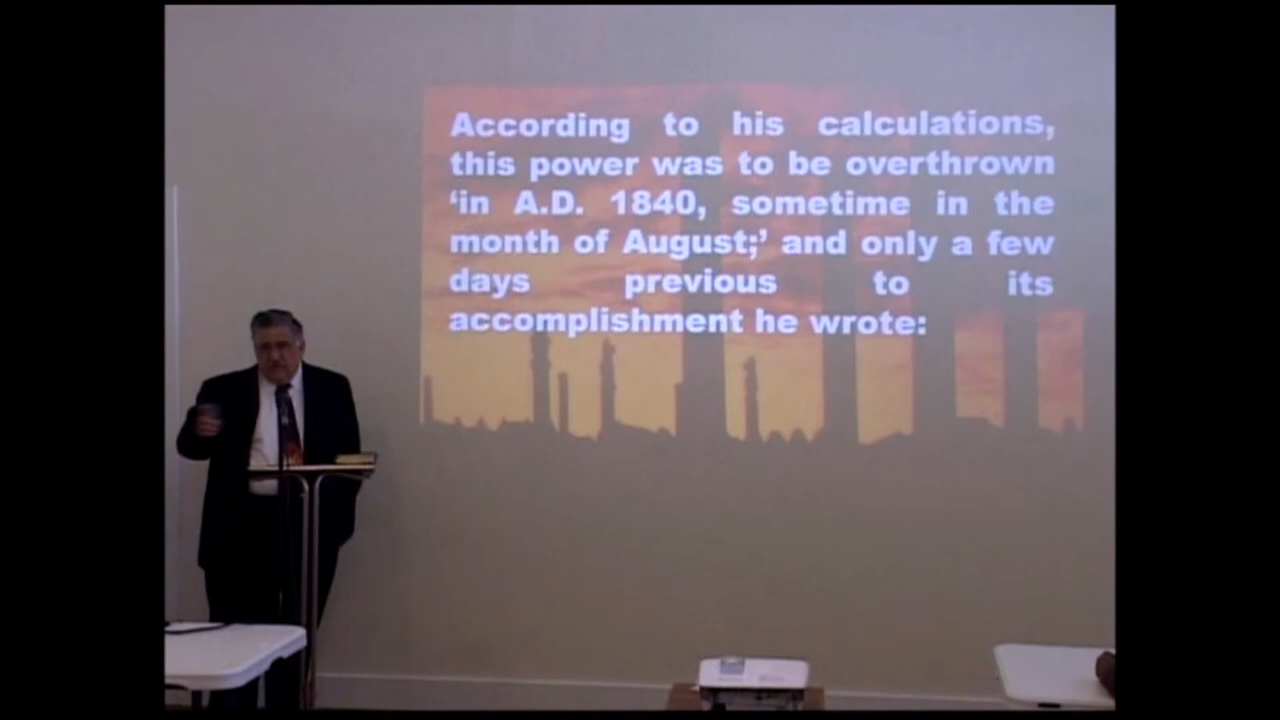 According to his calculations,
this power was to be overthrown
‘in A.D. 1840, sometime in the
month of August;’ and only a few
days previous to its
accomplishment he wrote: